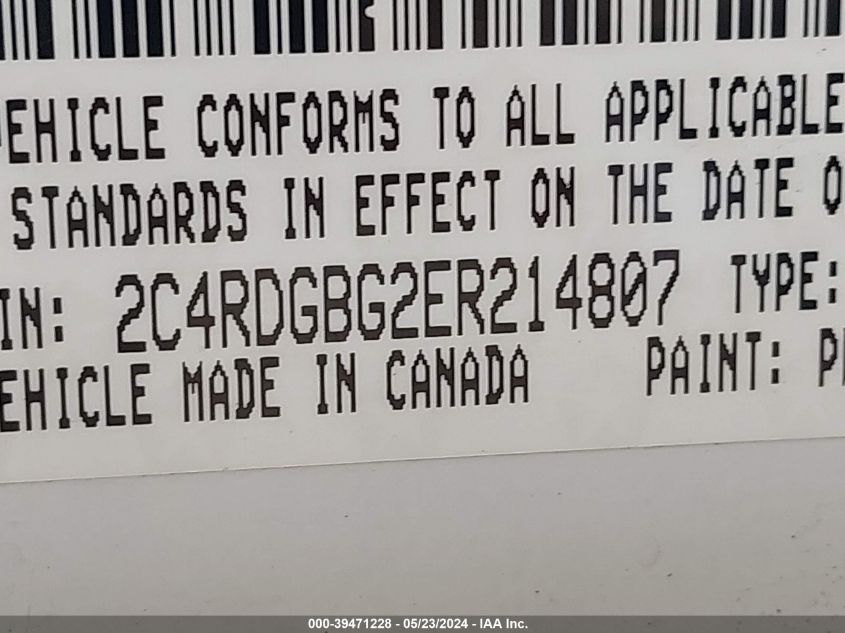 VEHICLE CONFORMS TO ALL APPLICABLE
STANDARDS IN EFFECT ON THE DATE O
IN: 2C4RDGBG2ER214807 TYPE:
EHICLE MADE IN CANADA PAINT: P
000-39471228 - 05/23/2024 - IAA Inc.